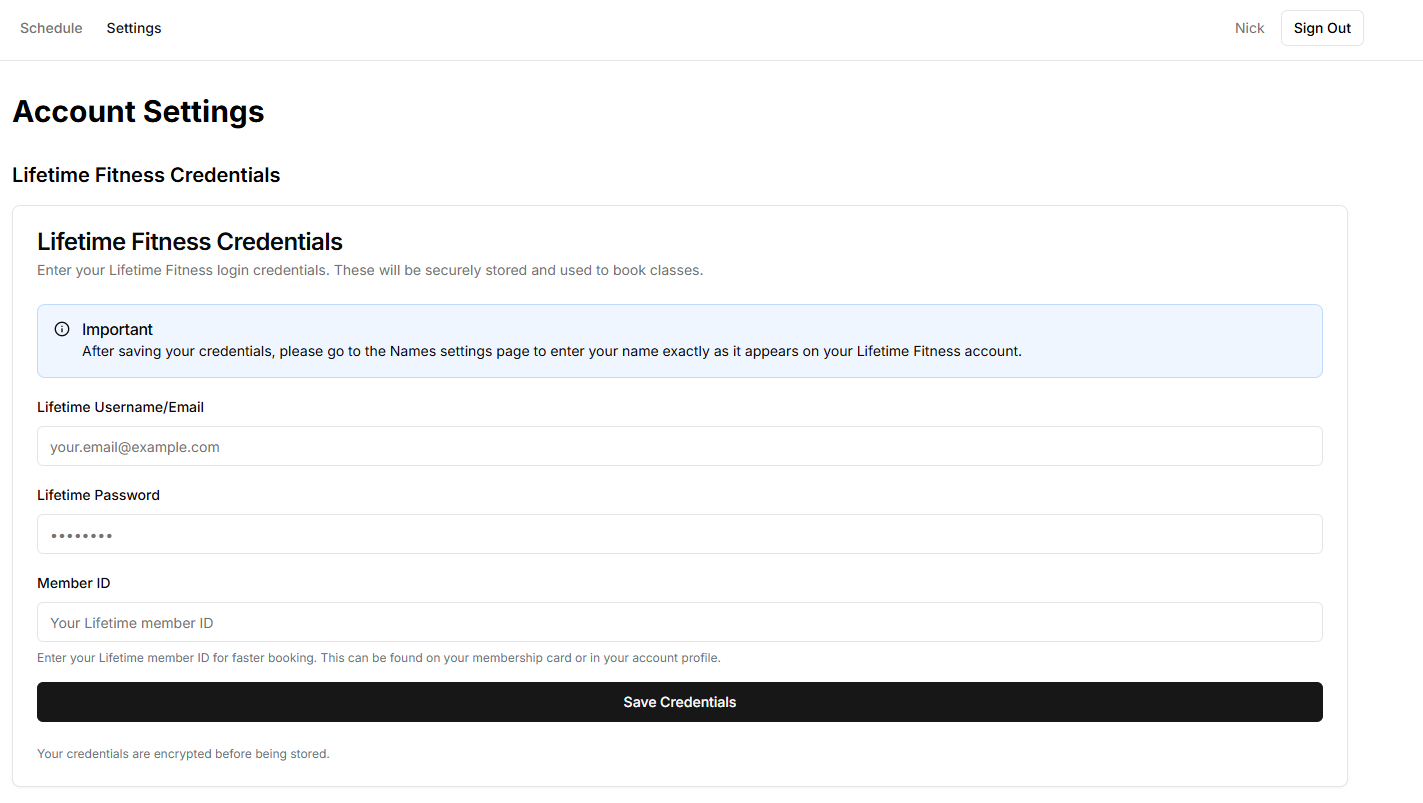 Schedule Settings Nick Sign Out
Account Settings
Lifetime Fitness Credentials
Lifetime Fitness Credentials
Enter your Lifetime Fitness login credentials. These will be securely stored and used to book classes.
Important
After saving your credentials, please go to the Names settings page to enter your name exactly as it appears on your Lifetime Fitness account.
Lifetime Username/Email
your.email@example.com
Lifetime Password
••••••••
Member ID
Your Lifetime member ID
Enter your Lifetime member ID for faster booking. This can be found on your membership card or in your account profile.
Save Credentials
Your credentials are encrypted before being stored.